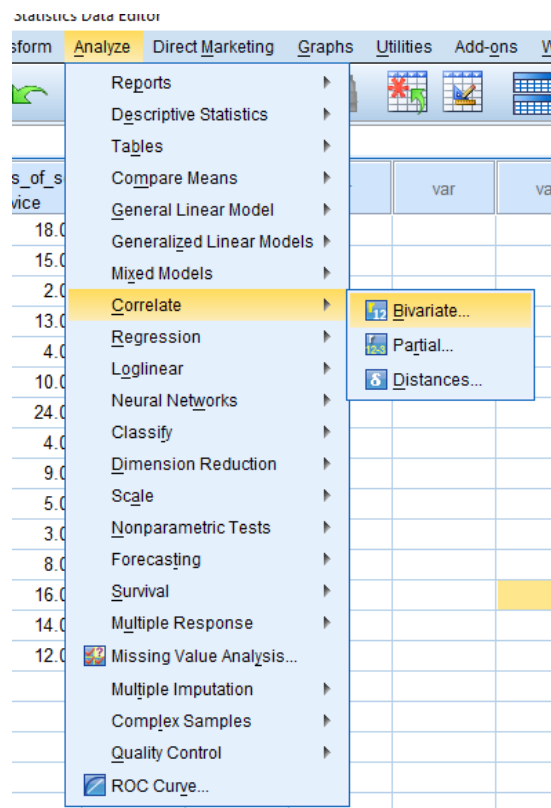 Statistics Data Editor
sform Analyze Direct Marketing Graphs Utilities Add-ons W
Reports
Descriptive Statistics
Tables
Compare Means
General Linear Model
Generalized Linear Models
Mixed Models
Correlate
Regression
Loglinear
Neural Networks
Classify
Dimension Reduction
Scale
Nonparametric Tests
Forecasting
Survival
Multiple Response
Missing Value Analysis...
Multiple Imputation
Complex Samples
Quality Control
ROC Curve...
Bivariate...
Partial...
Distances...
s_of_s
vice
var
va
18.0
15.0
2.0
13.0
4.0
10.0
24.0
4.0
9.0
5.0
3.0
8.0
16.0
14.0
12.0